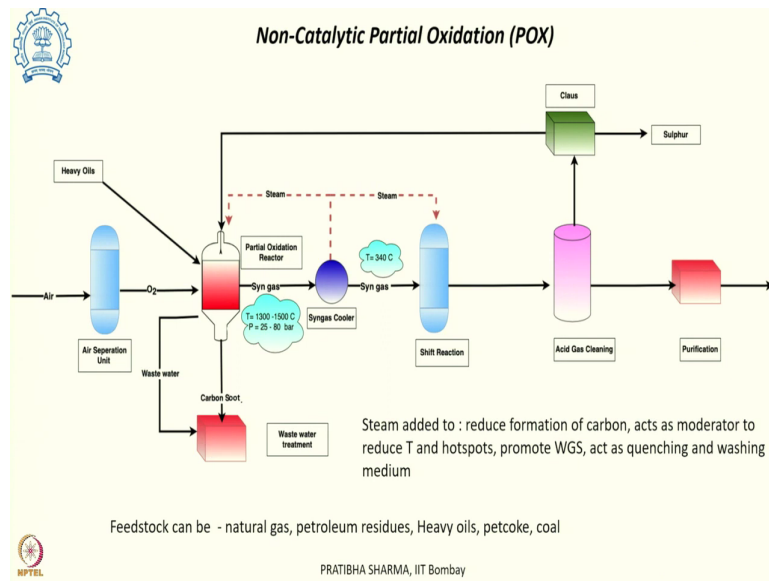 Non-Catalytic Partial Oxidation (POX)
Claus
Sulphur
Heavy Oils
Steam
Steam
Partial Oxidation
Reactor
T= 340 C
Air
O2
Syn gas
Syn gas
T= 1300 -1500 C
P = 25 - 80 bar
Syngas Cooler
Air Seperation
Unit
Shift Reaction
Acid Gas Cleaning
Purification
Waste water
Carbon Soot
Waste water
treatment
Steam added to : reduce formation of carbon, acts as moderator to
reduce T and hotspots, promote WGS, act as quenching and washing
medium
Feedstock can be - natural gas, petroleum residues, Heavy oils, petcoke, coal
NPTEL
PRATIBHA SHARMA, IIT Bombay